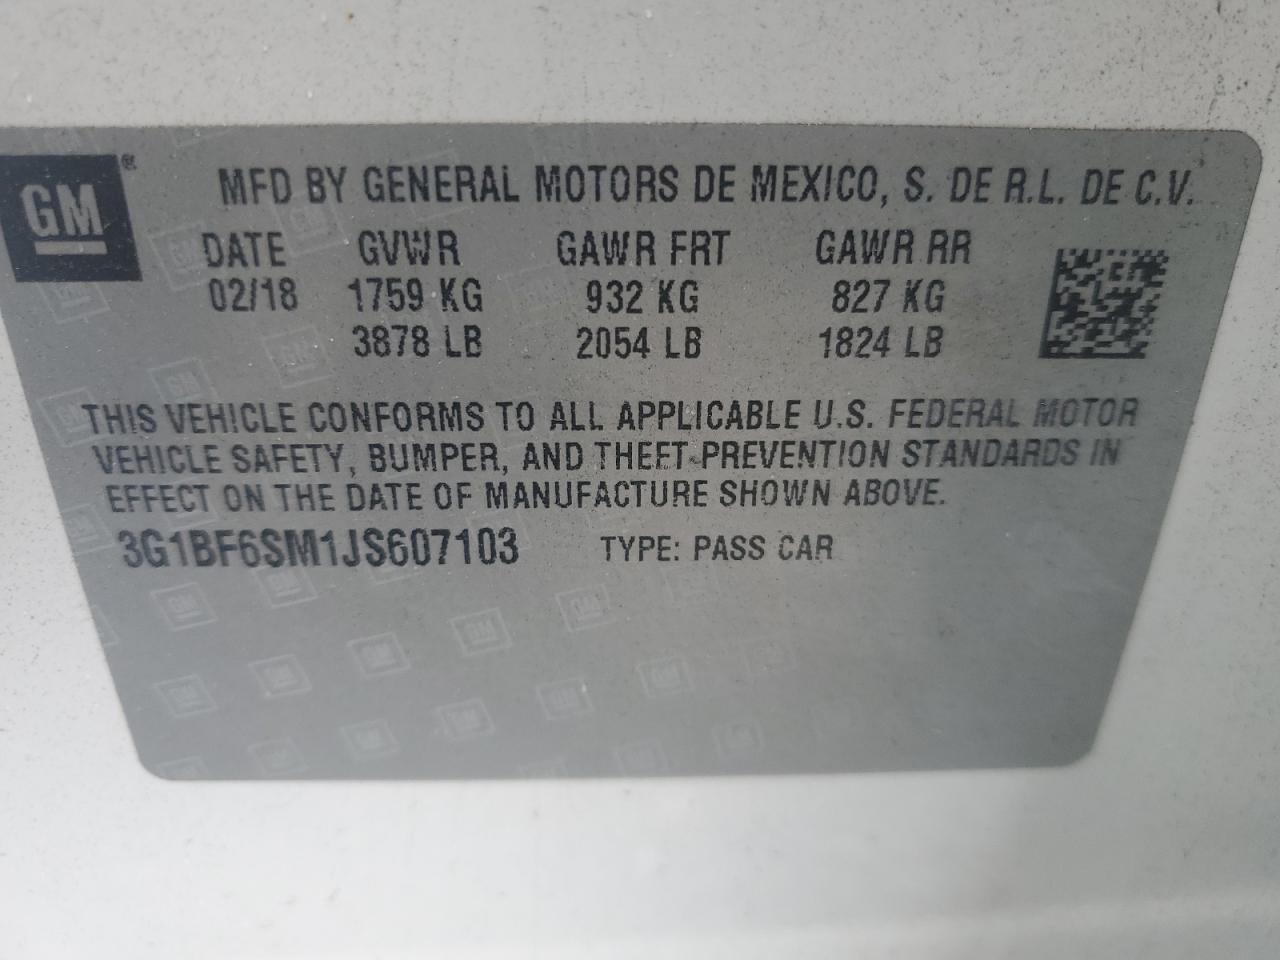 GM®
MFD BY GENERAL MOTORS DE MEXICO, S. DE R.L. DE C.V.
DATE GVWR GAWR FRT GAWR RR
02/18 1759 KG 932 KG 827 KG
3878 LB 2054 LB 1824 LB
THIS VEHICLE CONFORMS TO ALL APPLICABLE U.S. FEDERAL MOTOR
VEHICLE SAFETY, BUMPER, AND THEFT PREVENTION STANDARDS IN
EFFECT ON THE DATE OF MANUFACTURE SHOWN ABOVE.
3G1BF6SM1JS607103 TYPE: PASS CAR